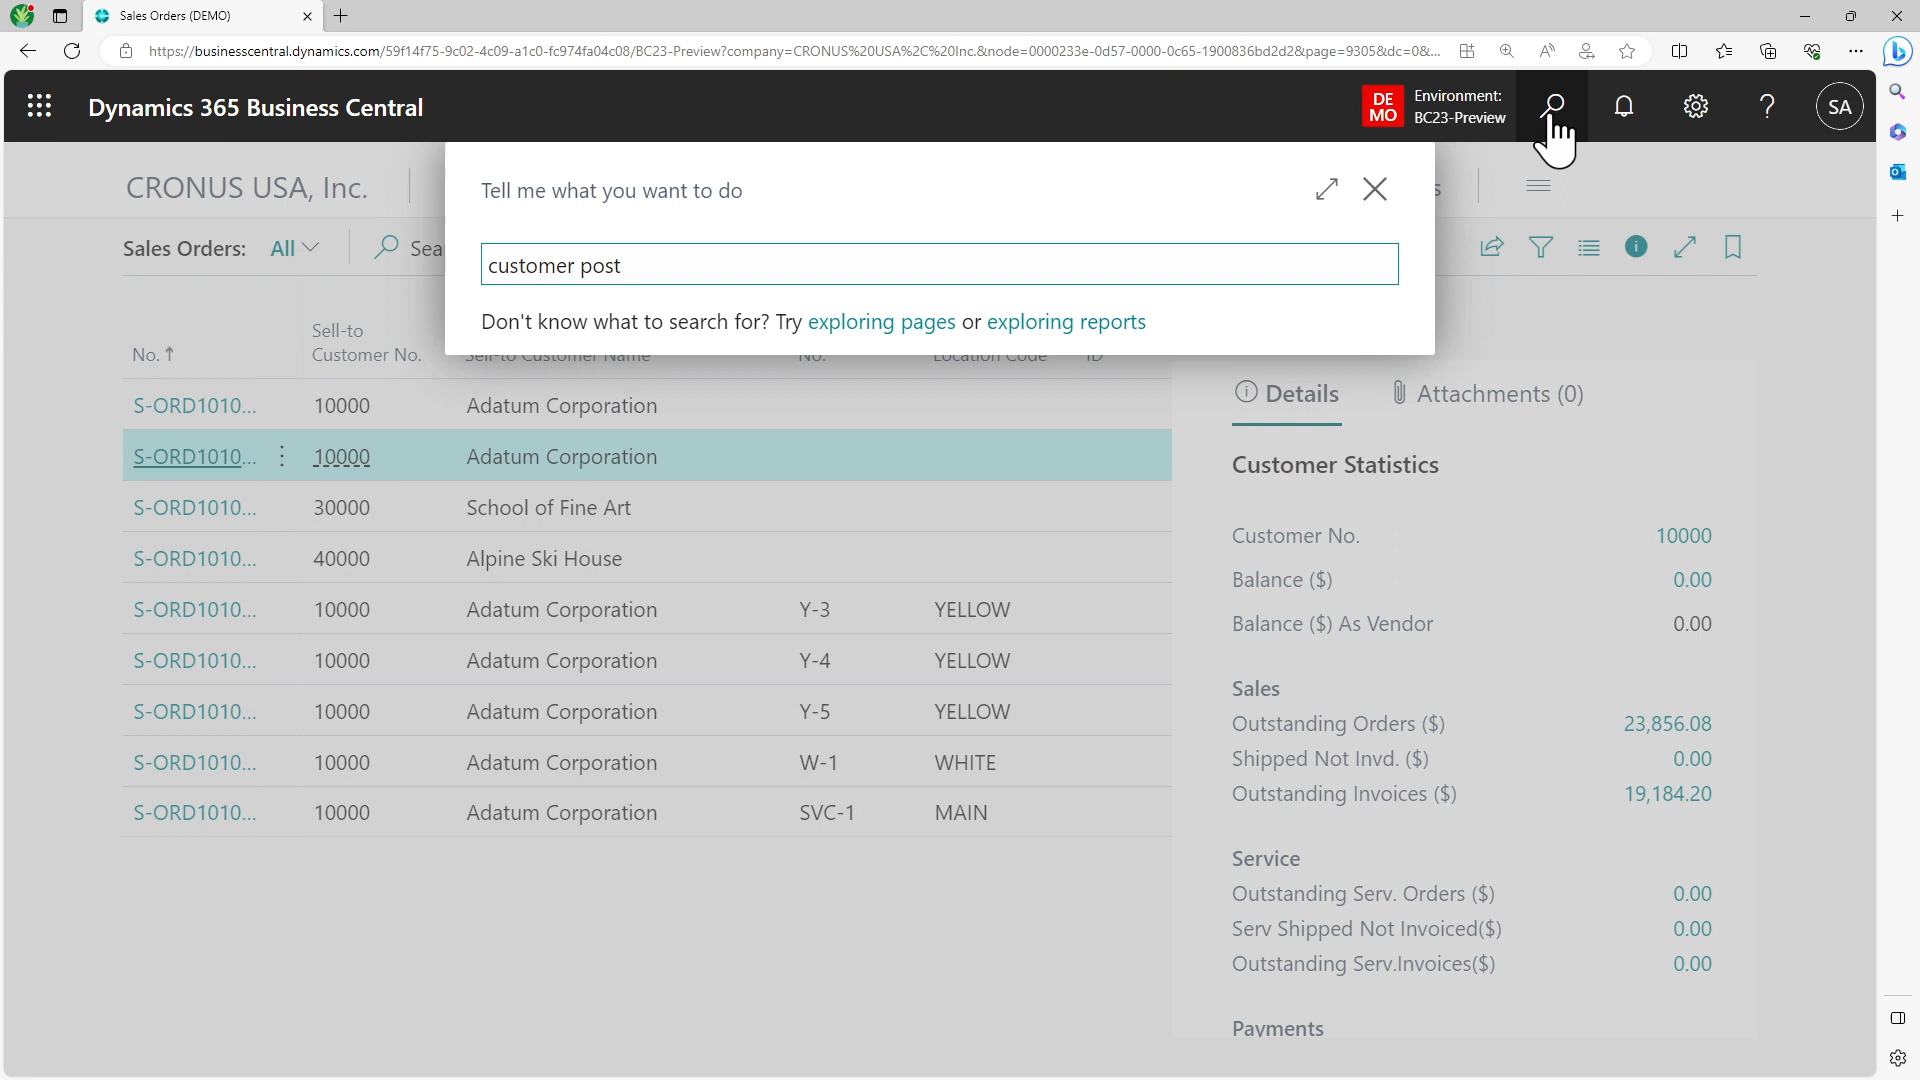 Sales Orders (DEMO)
https://businesscentral.dynamics.com/59f14f75-9c02-4c09-a1c0-fc974fa04c08/BC23-Preview?company=CRONUS%20USA%2C%20Inc.&node=0000233e-0d57-0000-0c65-1900836bd2d2&page=9305&dc=0&...
Dynamics 365 Business Central
DE
MO
Environment:
BC23-Preview
SA
CRONUS USA, Inc.
Tell me what you want to do
s
Sales Orders: All
Sea
customer post
Don't know what to search for? Try exploring pages or exploring reports
No. ↑
Sell-to
Customer No.
Sell-to Customer Name
No.
Location Code
ID
S-ORD1010... 10000 Adatum Corporation
S-ORD1010... 10000 Adatum Corporation
S-ORD1010... 30000 School of Fine Art
S-ORD1010... 40000 Alpine Ski House
S-ORD1010... 10000 Adatum Corporation Y-3 YELLOW
S-ORD1010... 10000 Adatum Corporation Y-4 YELLOW
S-ORD1010... 10000 Adatum Corporation Y-5 YELLOW
S-ORD1010... 10000 Adatum Corporation W-1 WHITE
S-ORD1010... 10000 Adatum Corporation SVC-1 MAIN
Details
Attachments (0)
Customer Statistics
Customer No. 10000
Balance ($) 0.00
Balance ($) As Vendor 0.00
Sales
Outstanding Orders ($) 23,856.08
Shipped Not Invd. ($) 0.00
Outstanding Invoices ($) 19,184.20
Service
Outstanding Serv. Orders ($) 0.00
Serv Shipped Not Invoiced($) 0.00
Outstanding Serv.Invoices($) 0.00
Payments